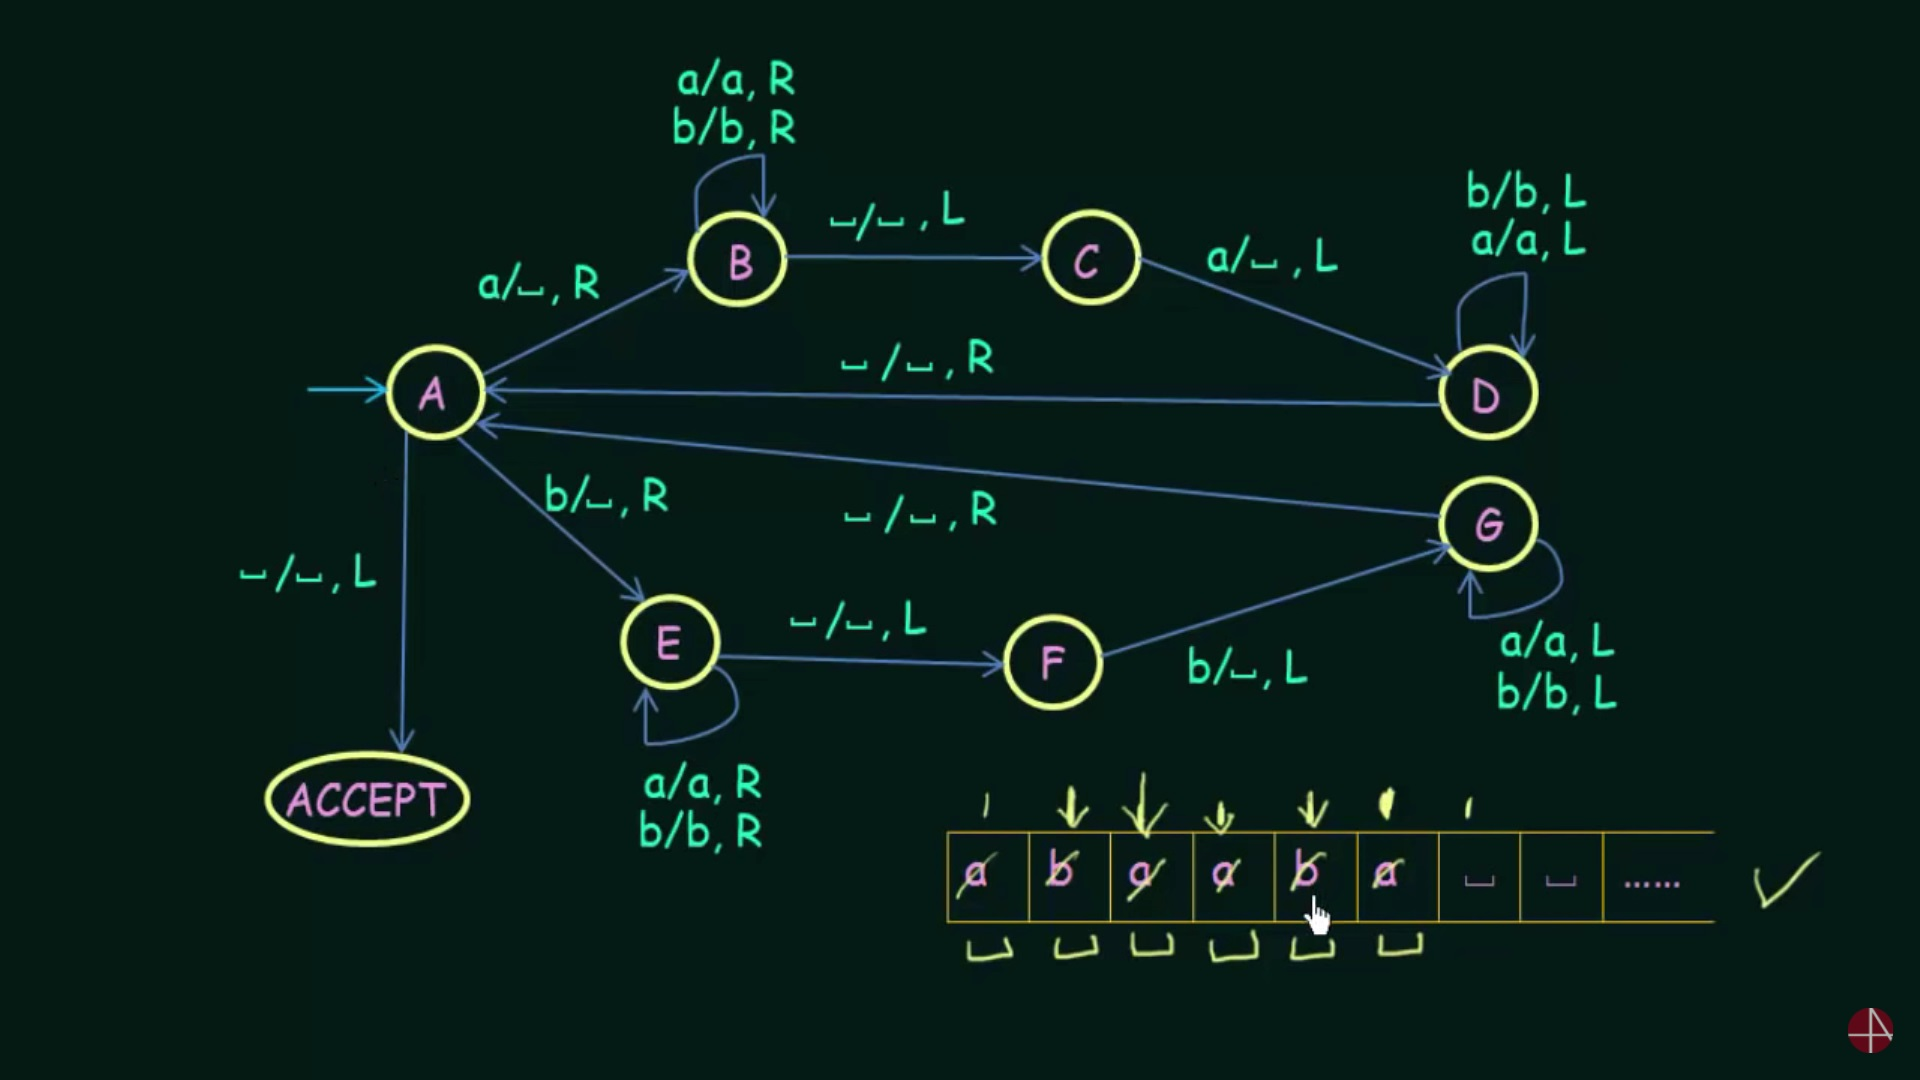 a/a, R
b/b, R
b/b, L
a/a, L
␣/␣, L
a/␣, R
B
C
a/␣, L
␣/␣, R
A
D
b/␣, R
␣/␣, R
G
␣/␣, L
␣/␣, L
E
F
b/␣, L
a/a, L
b/b, L
ACCEPT
a/a, R
b/b, R
a b a a b a ␣ ␣ ......
␣ ␣ ␣ ␣ ␣ ␣